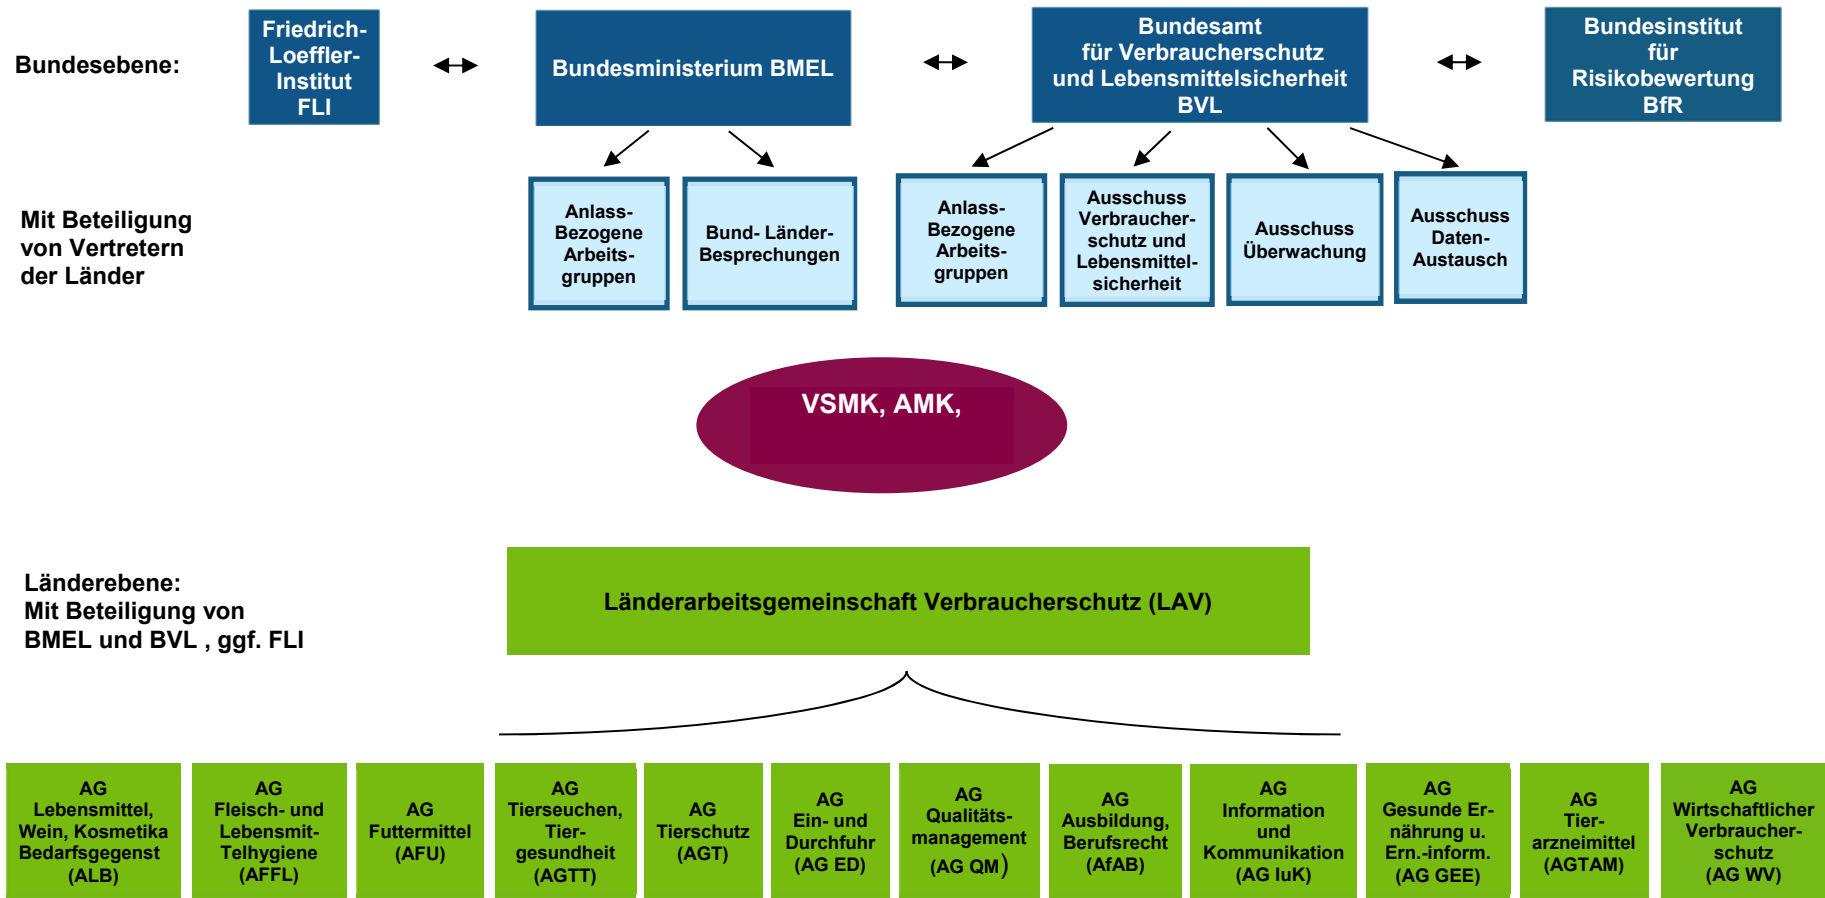 Bundesebene:
Friedrich-
Loeffler-
Institut
FLI
Bundesministerium BMEL
Bundesamt
für Verbraucherschutz
und Lebensmittelsicherheit
BVL
Bundesinstitut
für
Risikobewertung
BfR
Mit Beteiligung
von Vertretern
der Länder
Anlass-
Bezogene
Arbeits-
gruppen
Bund- Länder-
Besprechungen
Anlass-
Bezogene
Arbeits-
gruppen
Ausschuss
Verbraucher-
schutz und
Lebensmittel-
sicherheit
Ausschuss
Überwachung
Ausschuss
Daten-
Austausch
VSMK, AMK,
Länderebene:
Mit Beteiligung von
BMEL und BVL , ggf. FLI
Länderarbeitsgemeinschaft Verbraucherschutz (LAV)
AG
Lebensmittel,
Wein, Kosmetika
Bedarfsgegenst
(ALB)
AG
Fleisch- und
Lebensmit-
Telhygiene
(AFFL)
AG
Futtermittel
(AFU)
AG
Tierseuchen,
Tier-
gesundheit
(AGTT)
AG
Tierschutz
(AGT)
AG
Ein- und
Durchfuhr
(AG ED)
AG
Qualitäts-
management
(AG QM)
AG
Ausbildung,
Berufsrecht
(AfAB)
AG
Information
und
Kommunikation
(AG IuK)
AG
Gesunde Er-
nährung u.
Ern.-inform.
(AG GEE)
AG
Tier-
arzneimittel
(AGTAM)
AG
Wirtschaftlicher
Verbraucher-
schutz
(AG WV)